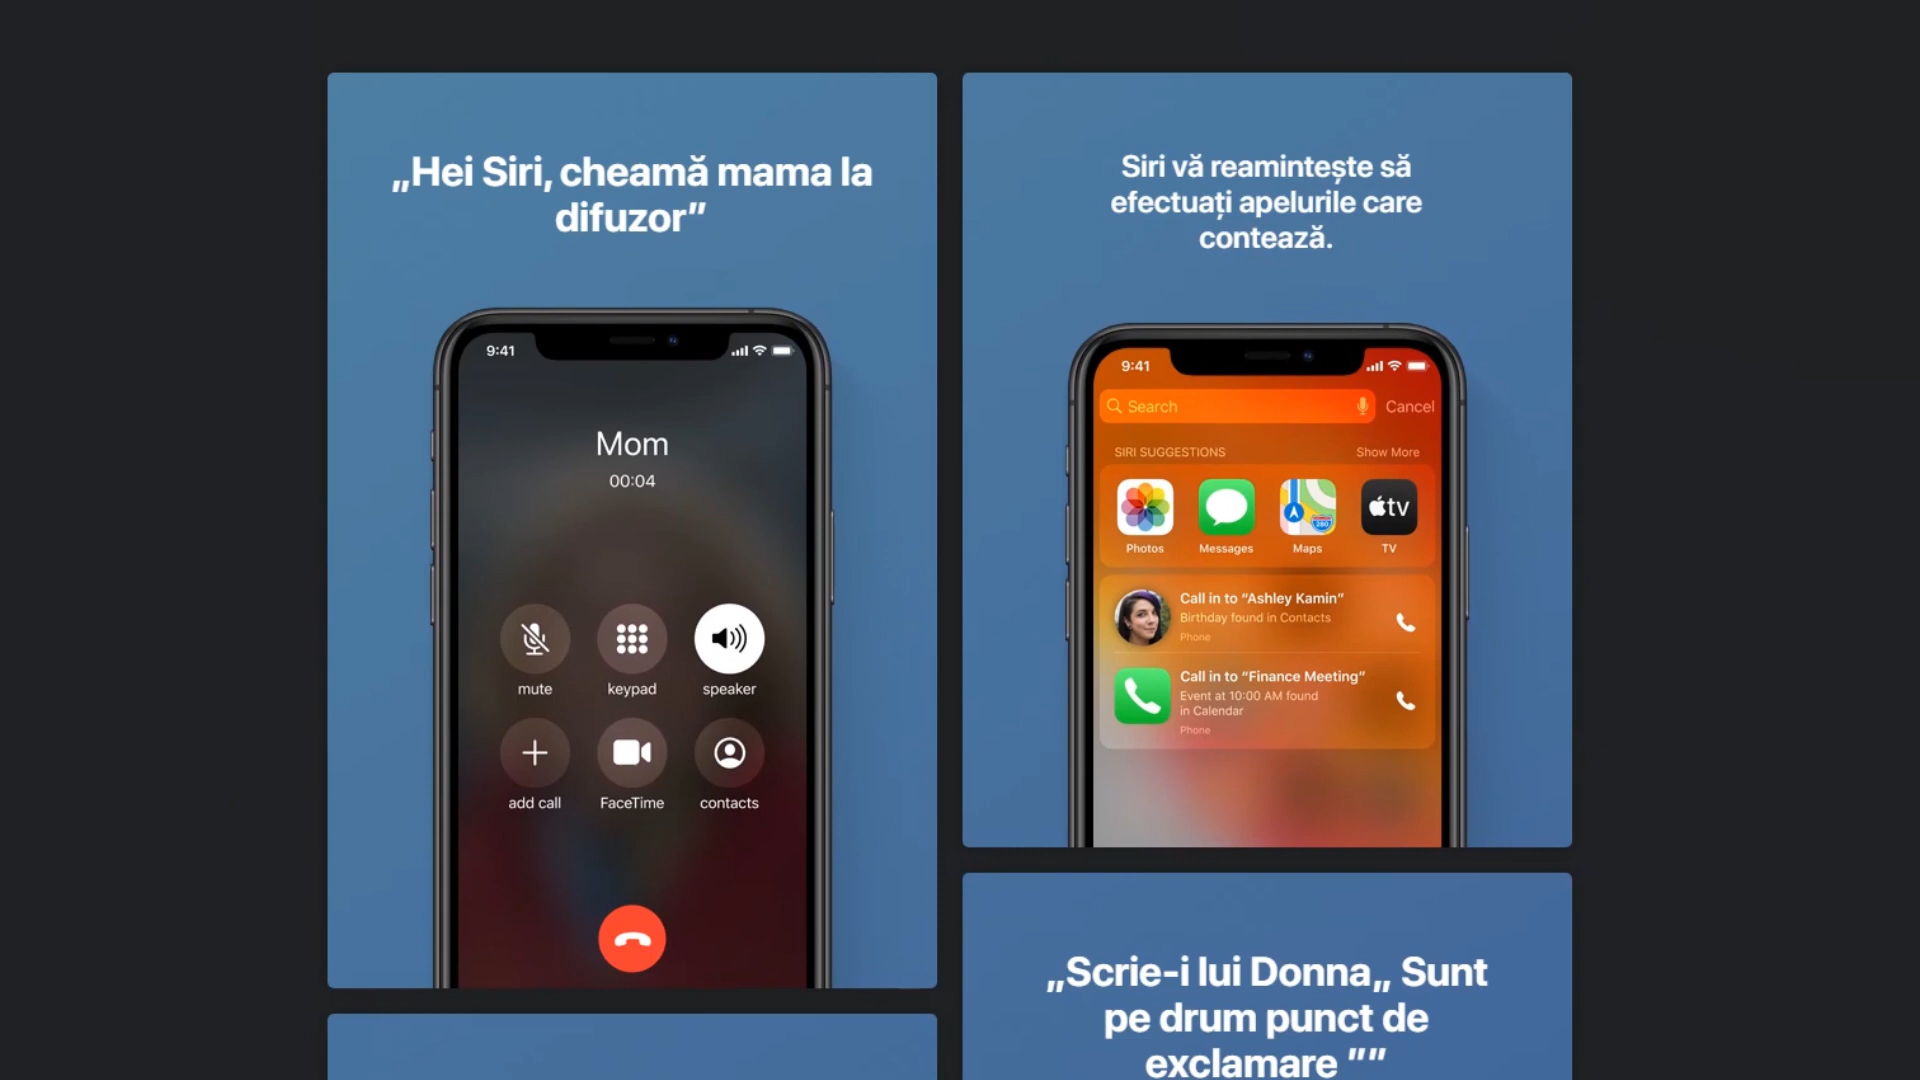 „Hei Siri, cheamă mama la
difuzor”
9:41
Mom
00:04
mute
keypad
speaker
add call
FaceTime
contacts
Siri vă reamintește să
efectuați apelurile care
contează.
9:41
Search
Cancel
SIRI SUGGESTIONS
Show More
tv
280
Photos
Messages
Maps
TV
Call in to “Ashley Kamin”
Birthday found in Contacts
Phone
Call in to “Finance Meeting”
Event at 10:00 AM found
in Calendar
Phone
„Scrie-i lui Donna„ Sunt
pe drum punct de
exclamare ””